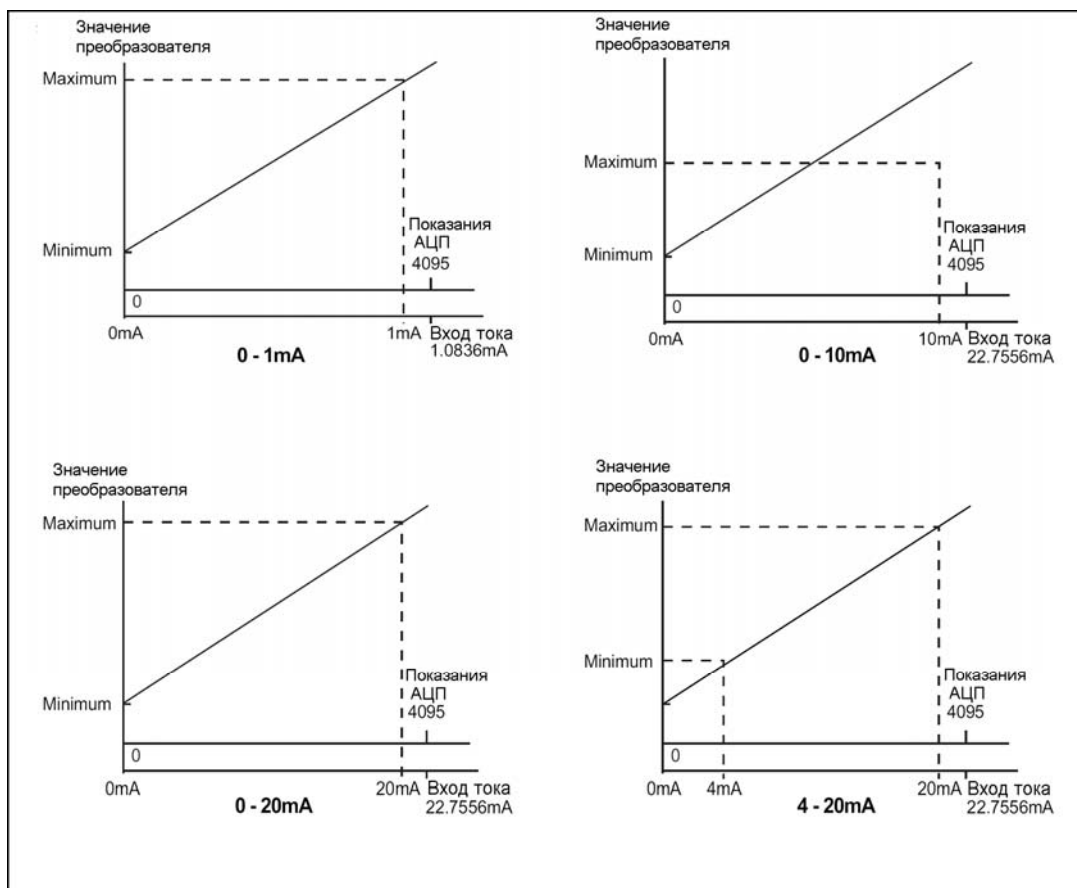 Значение
преобразователя
Maximum
Minimum
Показания
АЦП
4095
0
0mA
1mA Вход тока
1.0836mA
0 - 1mA
Maximum
Minimum
Показания
АЦП
4095
0
0mA
10mA Вход тока
22.7556mA
0 - 10mA
Значение
преобразователя
Maximum
Minimum
Показания
АЦП
4095
0
0mA
20mA Вход тока
22.7556mA
0 - 20mA
Значение
преобразователя
Maximum
Minimum
Показания
АЦП
4095
0
0mA
4mA
20mA Вход тока
22.7556mA
4 - 20mA